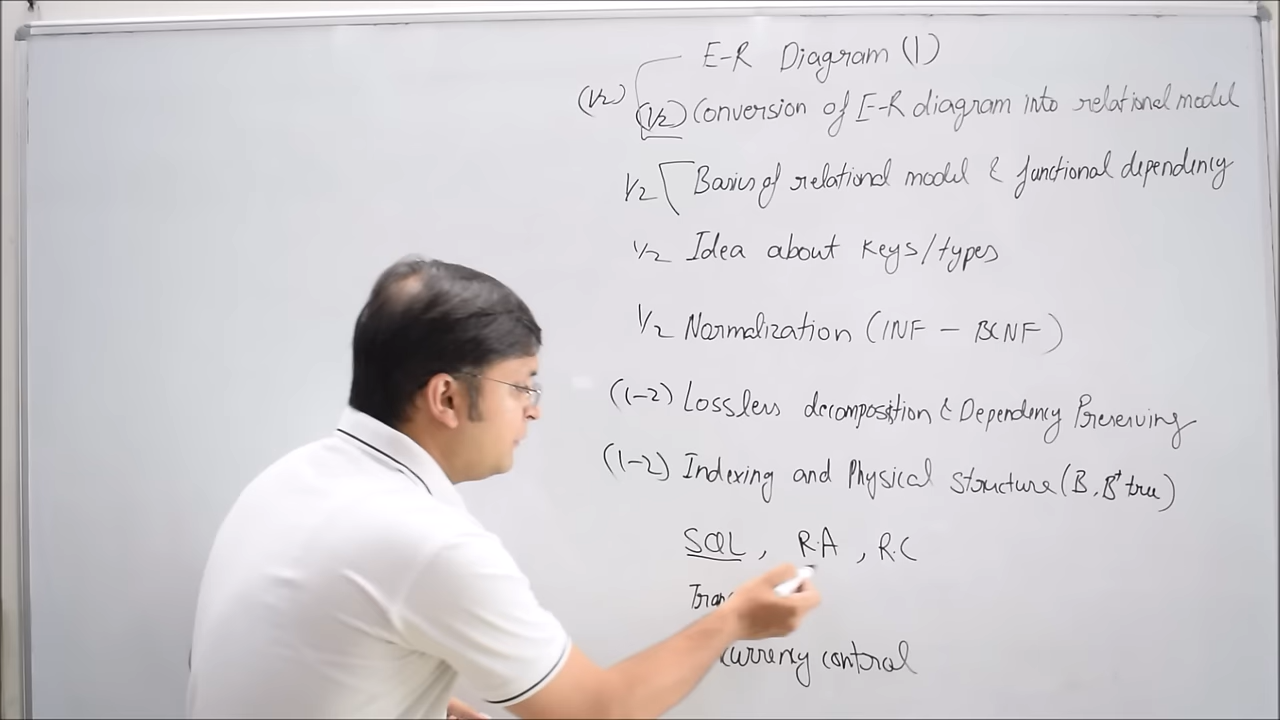 E-R Diagram (1)
(1/2) (1/2) Conversion of E-R diagram into relational model
1/2 Basics of relational model & functional dependency
1/2 Idea about keys/types
1/2 Normalization (1NF - BCNF)
(1-2) Lossless decomposition & Dependency Preserving
(1-2) Indexing and Physical structure (B, B+ tree)
SQL, R.A, R.C